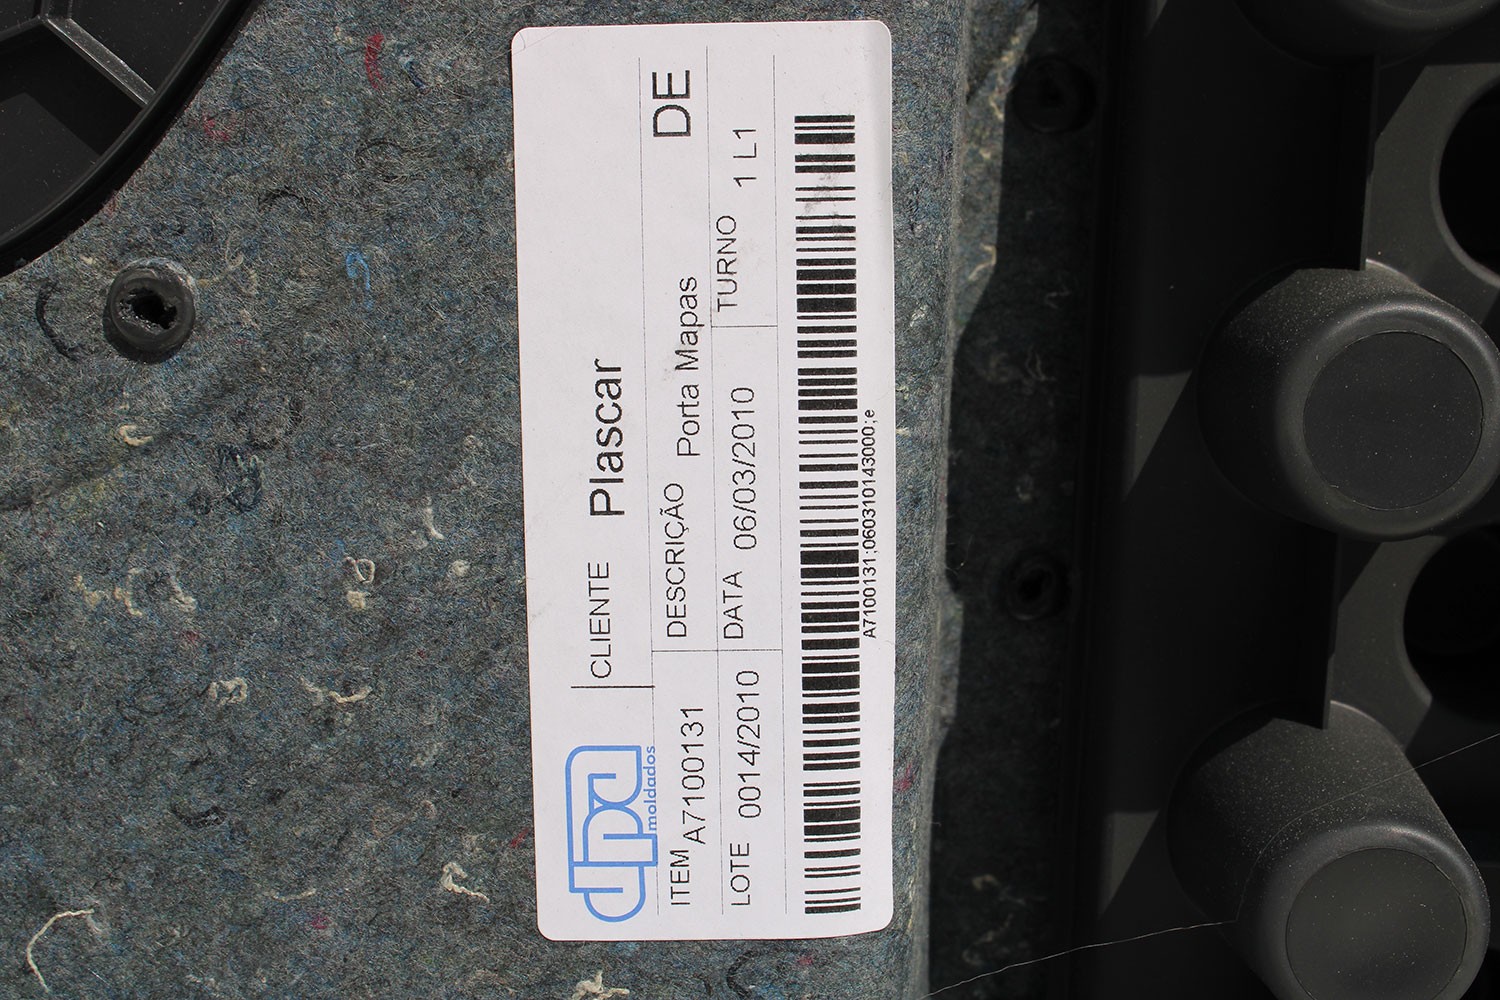 dpa
moldados
CLIENTE Plascar
ITEM A7100131 DESCRIÇÃO Porta Mapas DE
LOTE 0014/2010 DATA 06/03/2010 TURNO 1 L1
A7100131;060310143000;e